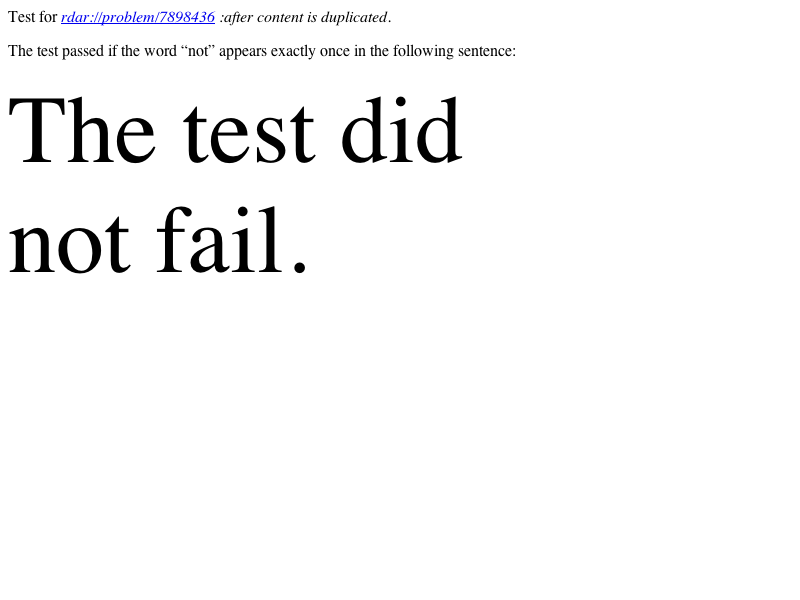 Test for rdar://problem/7898436 :after content is duplicated.
The test passed if the word “not” appears exactly once in the following sentence:
The test did
not fail.